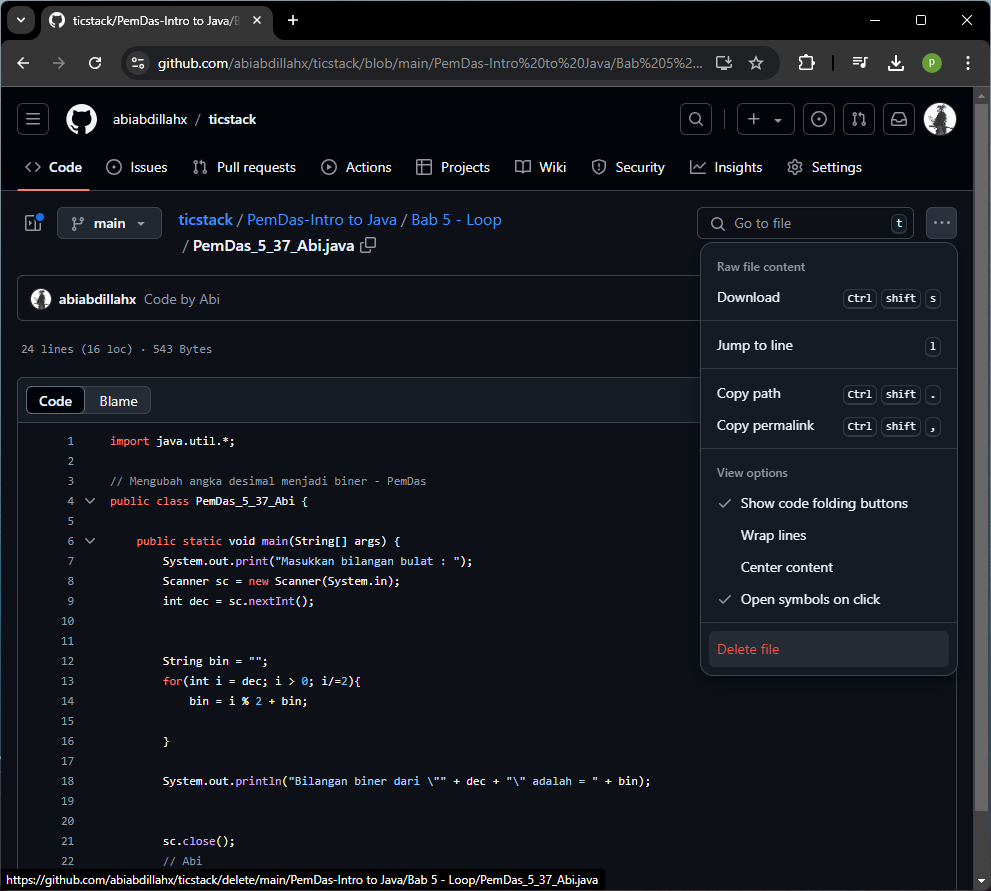 ticstack/PemDas-Intro to Java/B
github.com/abiabdillahx/ticstack/blob/main/PemDas-Intro%20to%20Java/Bab%205%2...
p
abiabdillahx / ticstack
Code Issues Pull requests Actions Projects Wiki Security Insights Settings
main
ticstack / PemDas-Intro to Java / Bab 5 - Loop
/ PemDas_5_37_Abi.java
Go to file t
abiabdillahx Code by Abi
24 lines (16 loc) · 543 Bytes
Code Blame
1 import java.util.*;
2
3 // Mengubah angka desimal menjadi biner - PemDas
4 public class PemDas_5_37_Abi {
5
6 public static void main(String[] args) {
7 System.out.print("Masukkan bilangan bulat : ");
8 Scanner sc = new Scanner(System.in);
9 int dec = sc.nextInt();
10
11
12 String bin = "";
13 for(int i = dec; i > 0; i/=2){
14 bin = i % 2 + bin;
15
16 }
17
18 System.out.println("Bilangan biner dari \"" + dec + "\" adalah = " + bin);
19
20
21 sc.close();
22 // Abi
Raw file content
Download Ctrl shift s
Jump to line l
Copy path Ctrl shift .
Copy permalink Ctrl shift ,
View options
Show code folding buttons
Wrap lines
Center content
Open symbols on click
Delete file
https://github.com/abiabdillahx/ticstack/delete/main/PemDas-Intro to Java/Bab 5 - Loop/PemDas_5_37_Abi.java